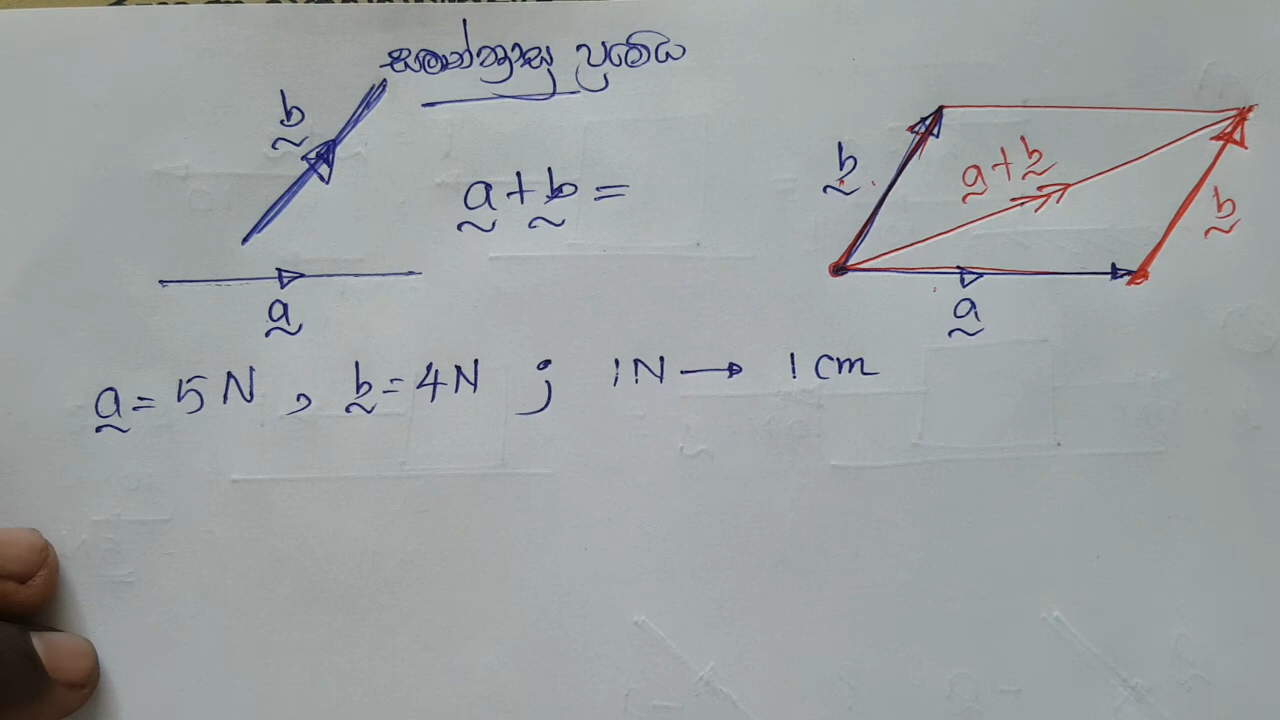 සමාන්තරාස්‍ර ප්‍රමේය
b
a + b =
a
b
a + b
b
a
a = 5 N , b = 4 N ; 1N → 1 cm